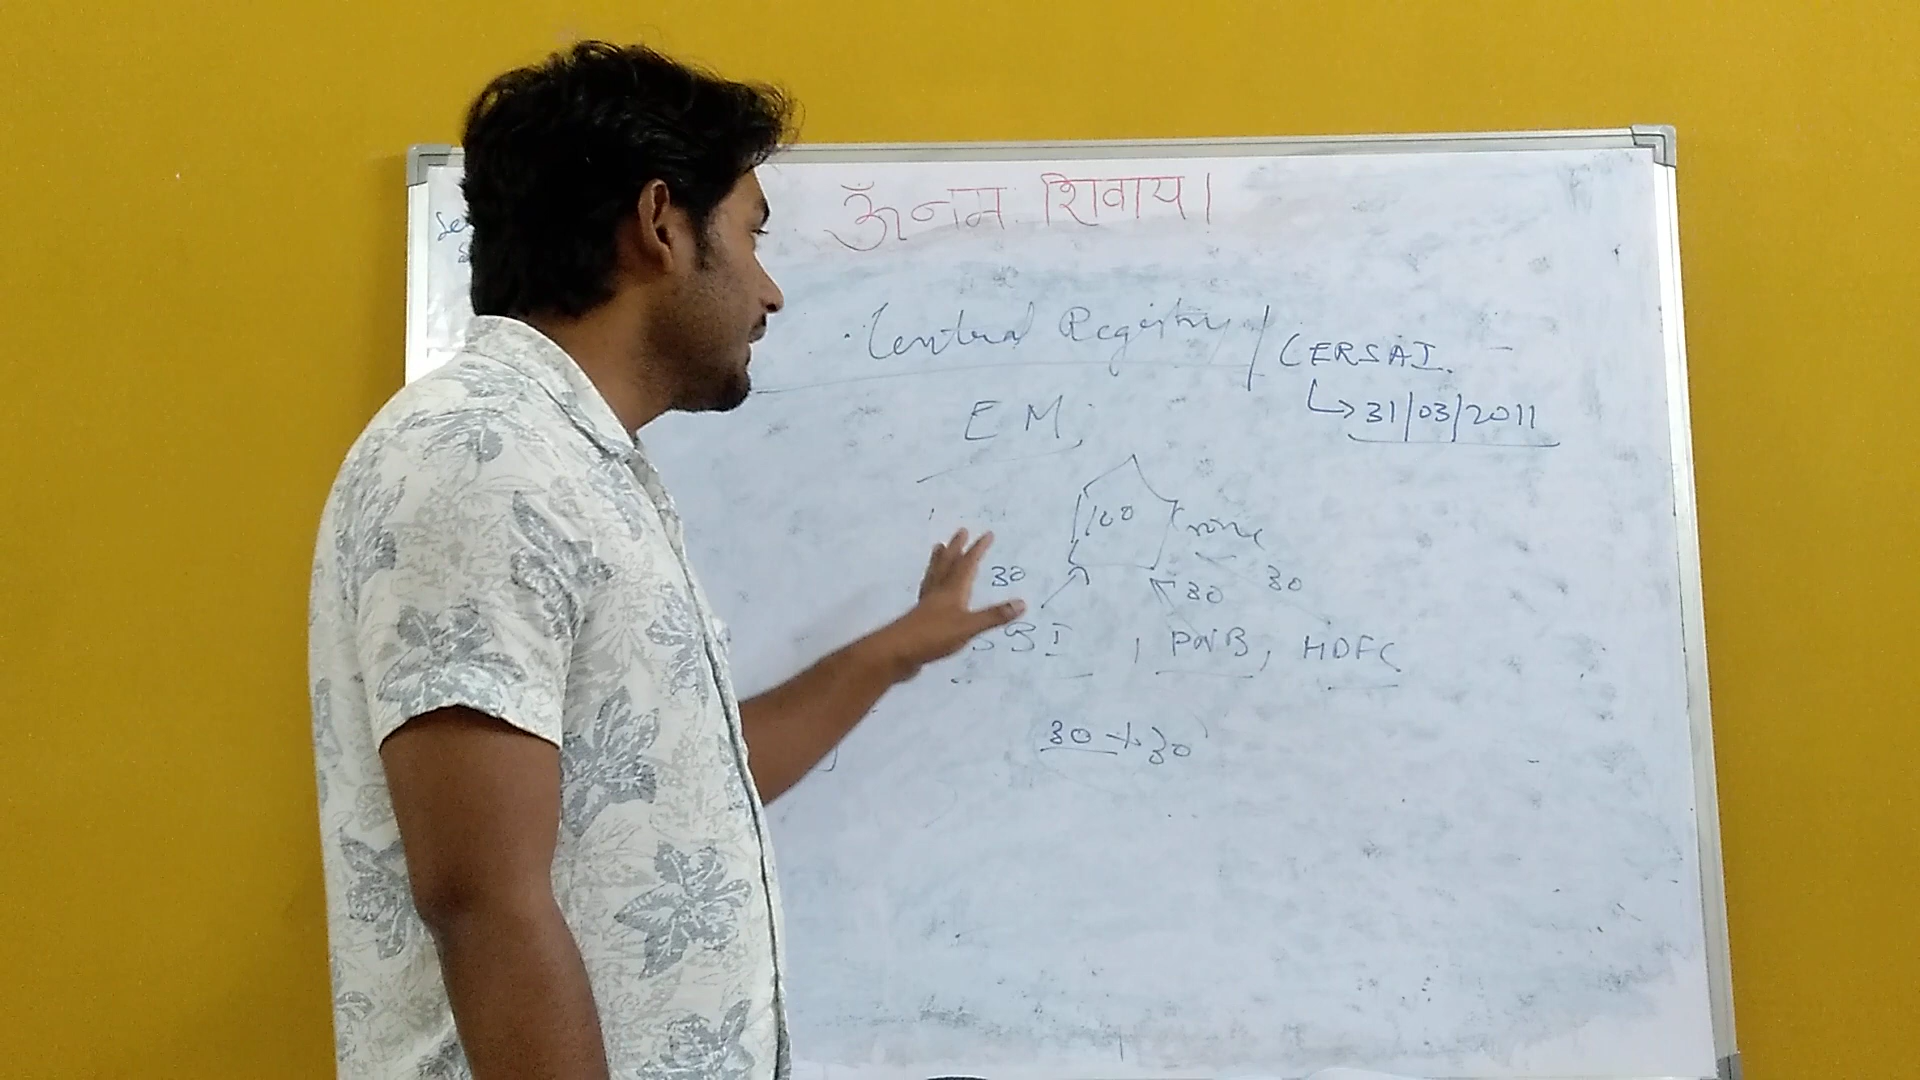 ॐ नमः शिवाय।
Central Registry / CERSAI.
↳ 31/03/2011
EM;
100
30 30 30
SBI, PNB, HDFC
30 + 30